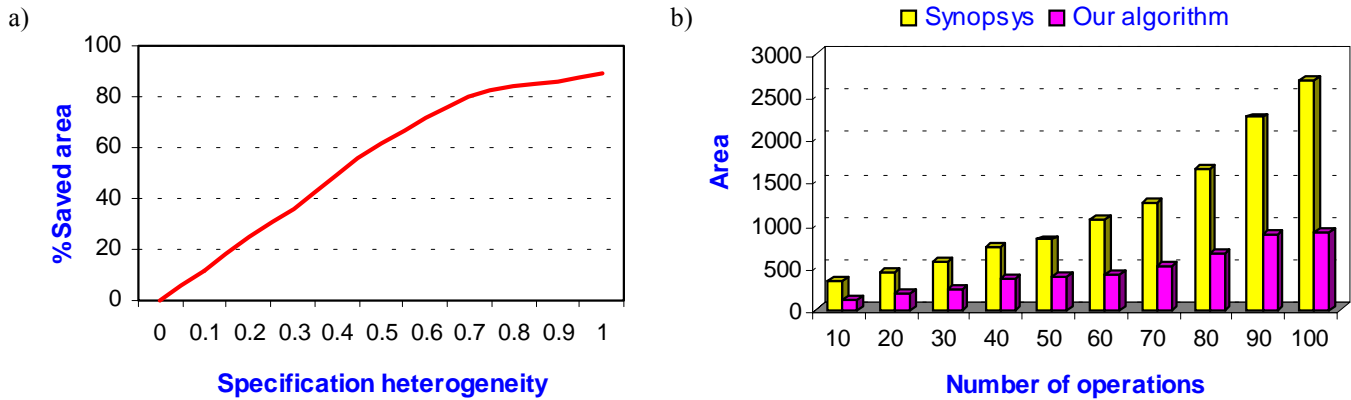 a)
100
80
60
40
20
0
%Saved area
0 0.1 0.2 0.3 0.4 0.5 0.6 0.7 0.8 0.9 1
Specification heterogeneity
b)
Synopsys Our algorithm
3000
2500
2000
1500
1000
500
0
Area
10 20 30 40 50 60 70 80 90 100
Number of operations